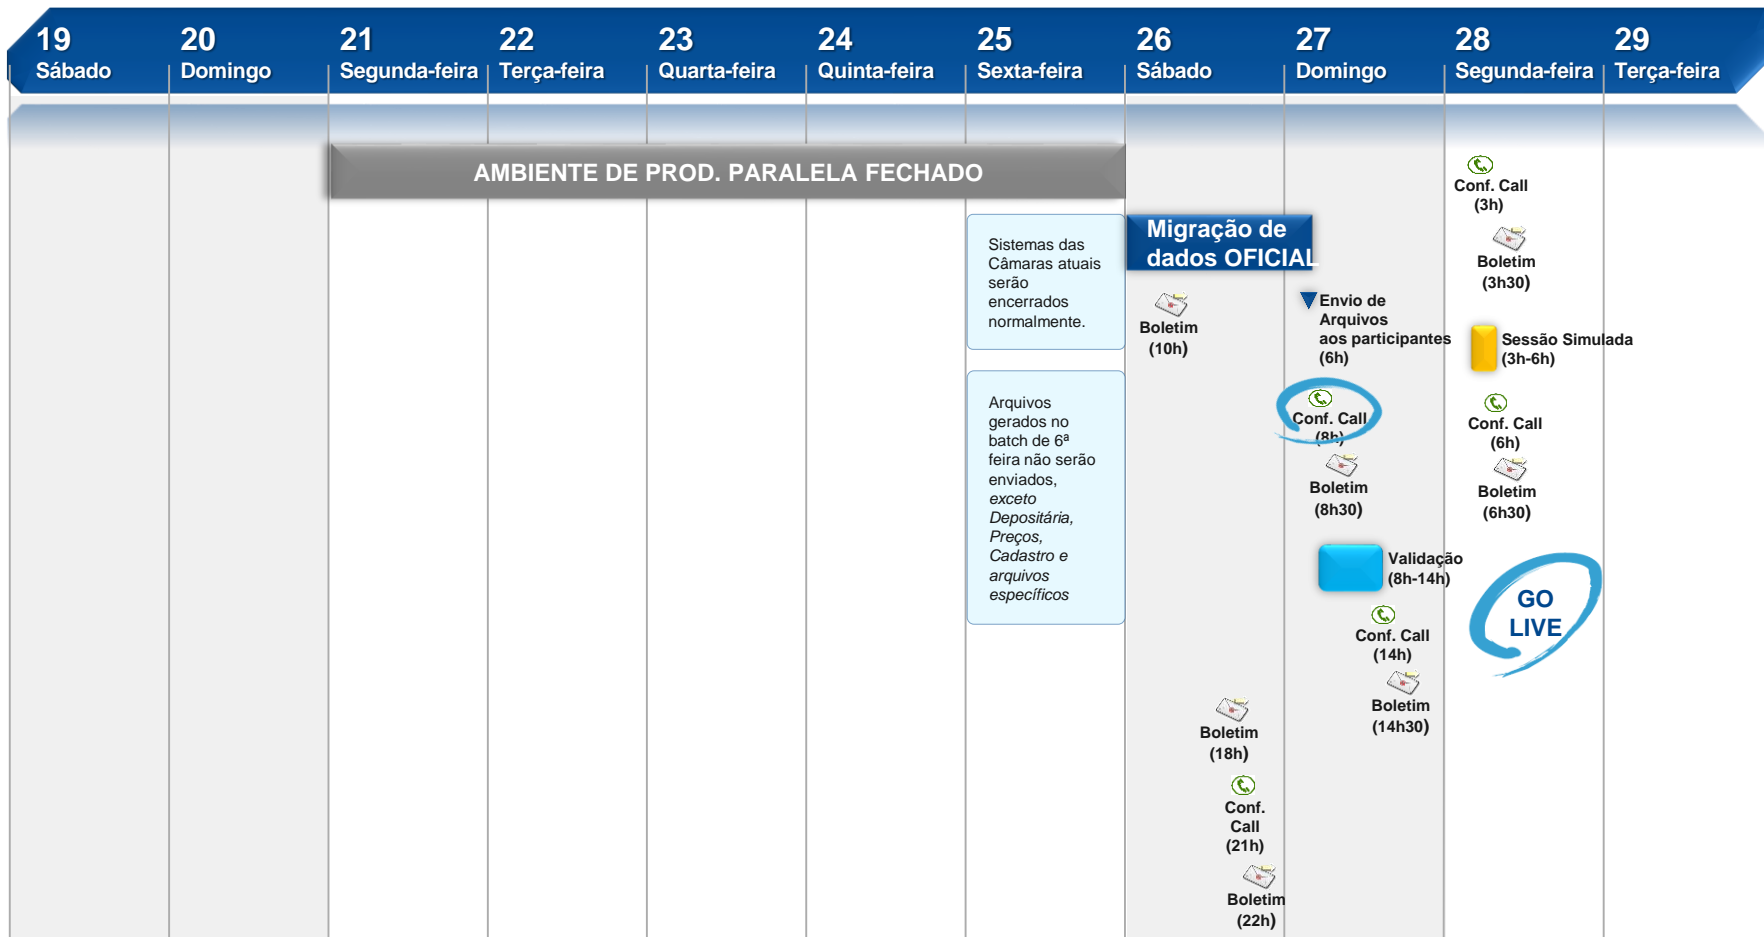 19
Sábado
20
Domingo
21
Segunda-feira
22
Terça-feira
23
Quarta-feira
24
Quinta-feira
25
Sexta-feira
26
Sábado
27
Domingo
28
Segunda-feira
29
Terça-feira
AMBIENTE DE PROD. PARALELA FECHADO
Sistemas das
Câmaras atuais
serão
encerrados
normalmente.
Arquivos
gerados no
batch de 6ª
feira não serão
enviados,
exceto
Depositária,
Preços,
Cadastro e
arquivos
específicos
Migração de
dados OFICIAL
Boletim
(10h)
Boletim
(18h)
Conf.
Call
(21h)
Boletim
(22h)
Envio de
Arquivos
aos participantes
(6h)
Conf. Call
(8h)
Boletim
(8h30)
Validação
(8h-14h)
Conf. Call
(14h)
Boletim
(14h30)
Conf. Call
(3h)
Boletim
(3h30)
Sessão Simulada
(3h-6h)
Conf. Call
(6h)
Boletim
(6h30)
GO
LIVE